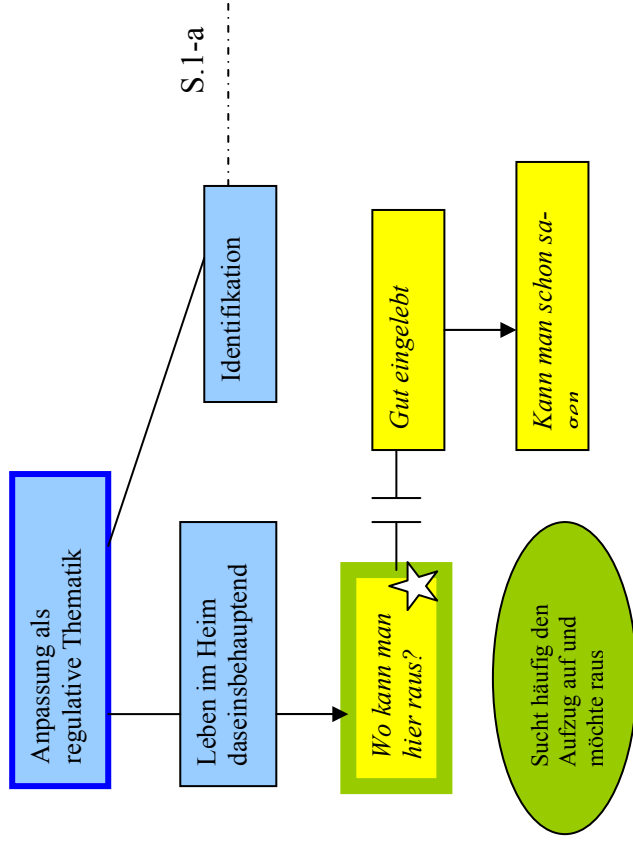 S.1-a
Anpassung als
regulative Thematik
Identifikation
Leben im Heim
daseinsbehauptend
Wo kann man
hier raus?
Gut eingelebt
Kann man schon sa-
gen
Sucht häufig den
Aufzug auf und
möchte raus